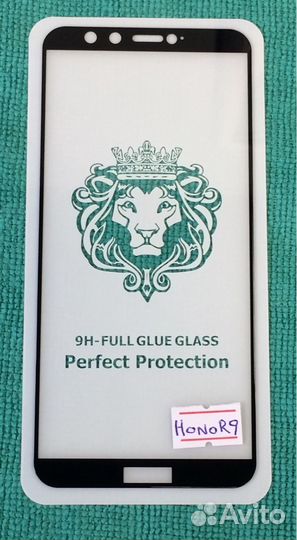 9H-FULL GLUE GLASS
Perfect Protection
HONOR9
Avito